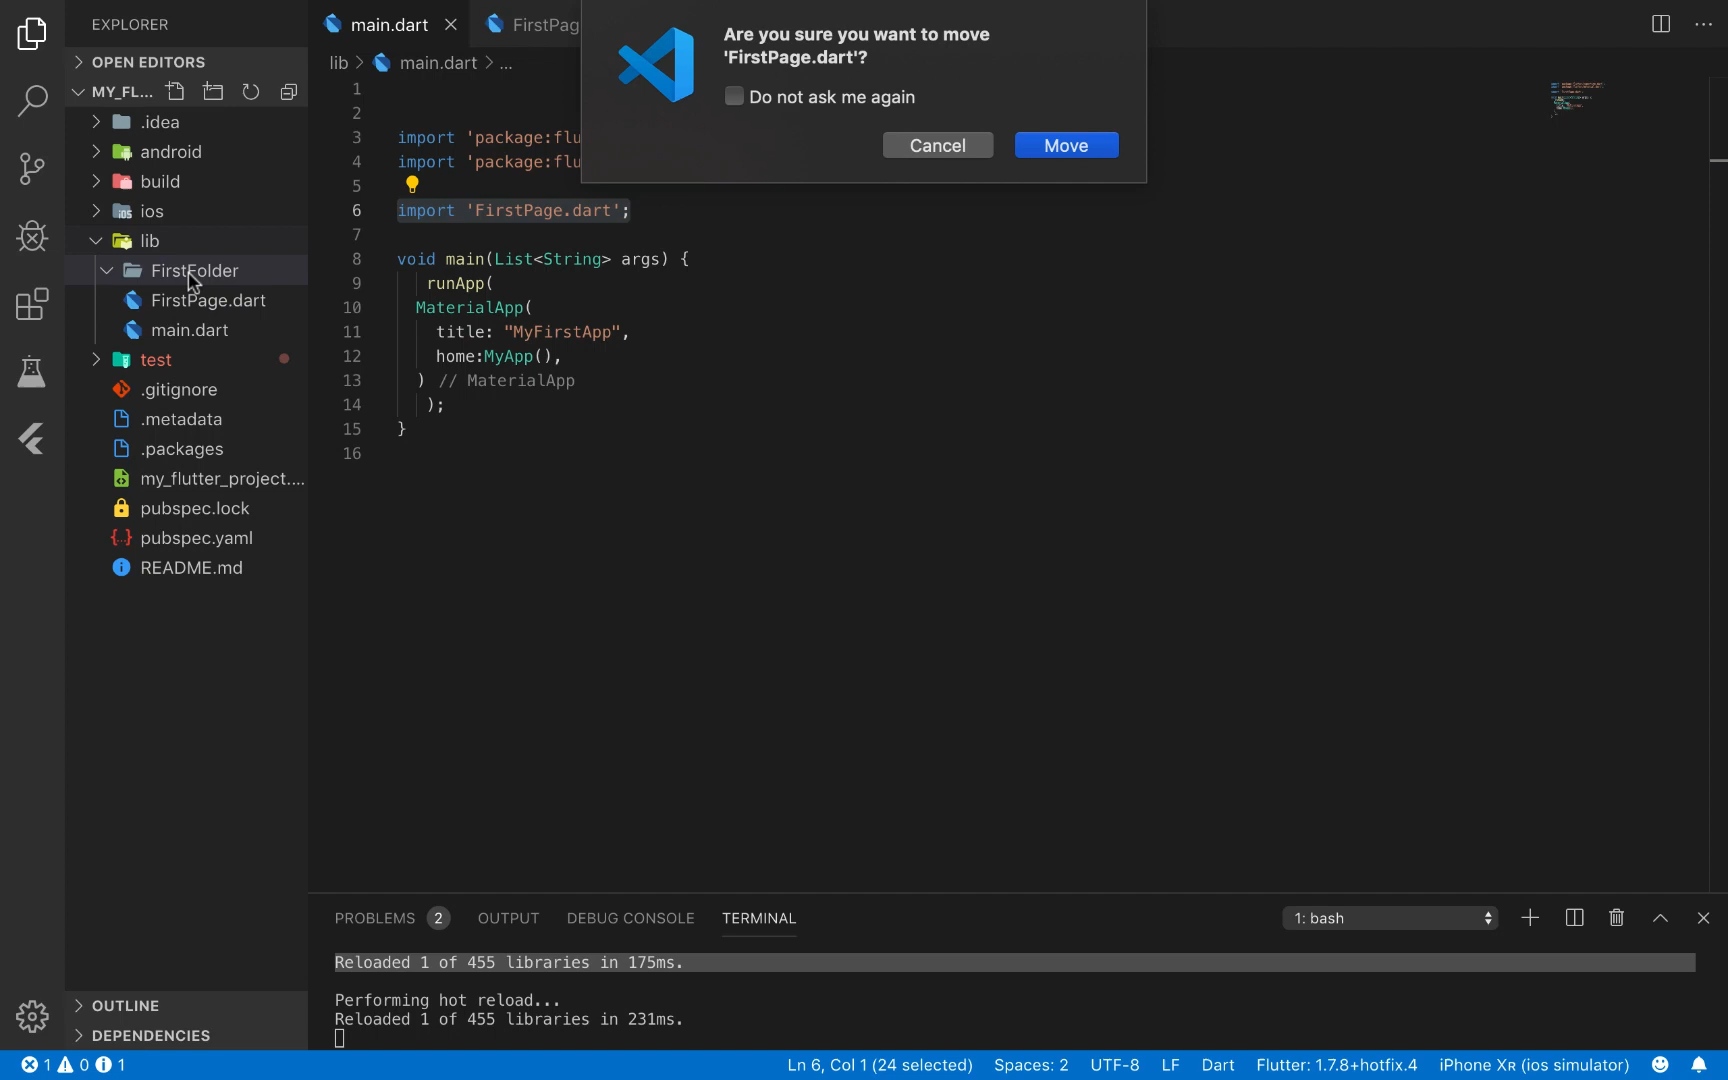 EXPLORER
OPEN EDITORS
MY_FL...
.idea
android
build
ios
lib
FirstFolder
FirstPage.dart
main.dart
test
.gitignore
.metadata
.packages
my_flutter_project....
pubspec.lock
pubspec.yaml
README.md
OUTLINE
DEPENDENCIES
main.dart
FirstPag
lib > main.dart > ...
Are you sure you want to move
'FirstPage.dart'?
Do not ask me again
Cancel
Move
1
2
3 import 'package:flu
4 import 'package:flu
5
6 import 'FirstPage.dart';
7
8 void main(List<String> args) {
9 runApp(
10 MaterialApp(
11 title: "MyFirstApp",
12 home:MyApp(),
13 ) // MaterialApp
14 );
15 }
16
PROBLEMS 2 OUTPUT DEBUG CONSOLE TERMINAL 1: bash
Reloaded 1 of 455 libraries in 175ms.
Performing hot reload...
Reloaded 1 of 455 libraries in 231ms.
1 0 1 Ln 6, Col 1 (24 selected) Spaces: 2 UTF-8 LF Dart Flutter: 1.7.8+hotfix.4 iPhone Xʀ (ios simulator)